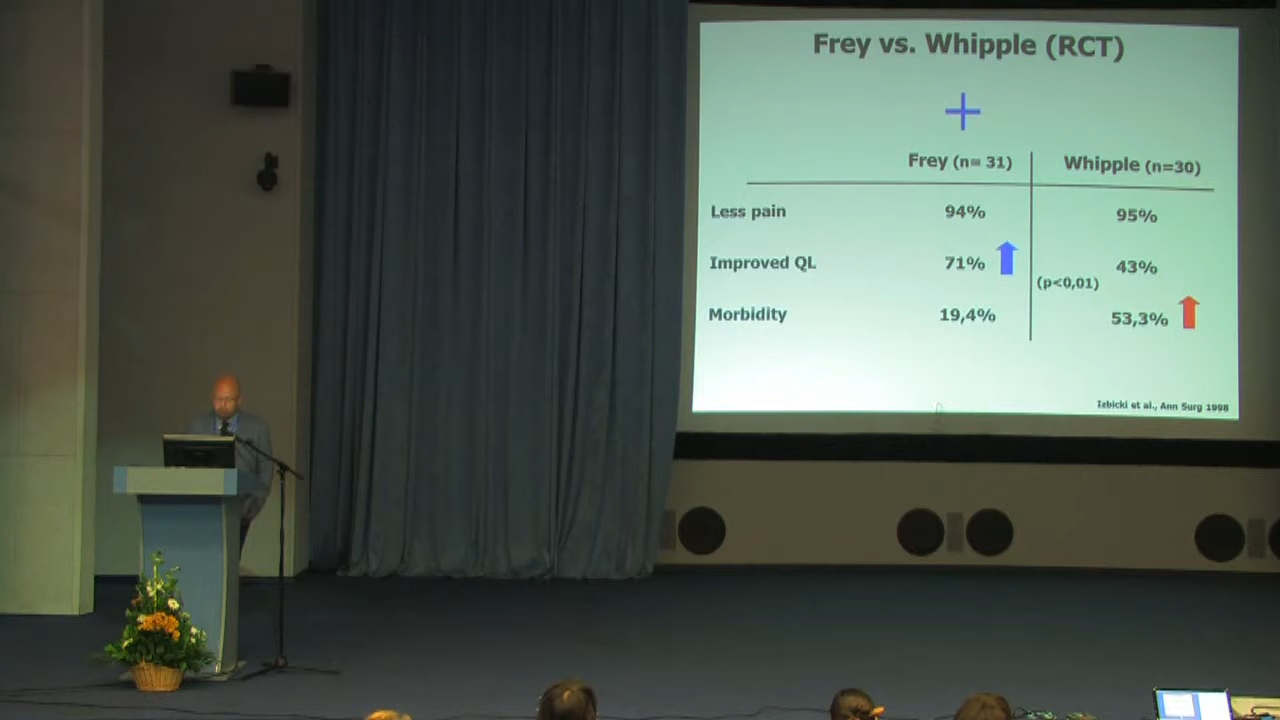 Frey vs. Whipple (RCT)
+
Frey (n= 31) Whipple (n=30)
Less pain 94% 95%
Improved QL 71% 43%
(p<0,01)
Morbidity 19,4% 53,3%
Izbicki et al., Ann Surg 1998